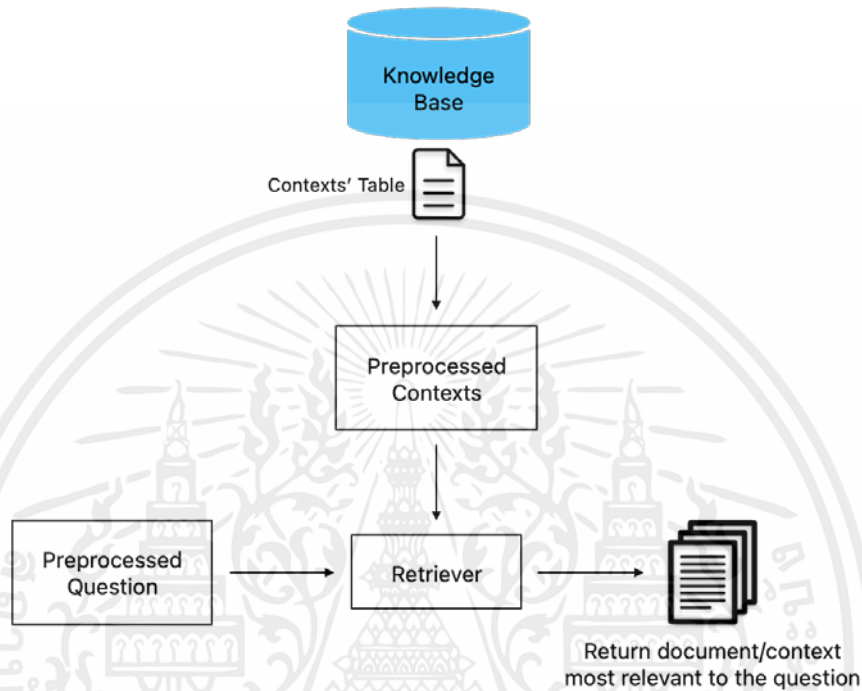 Knowledge
Base
Contexts' Table
Preprocessed
Contexts
Preprocessed
Question
Retriever
Return document/context
most relevant to the question